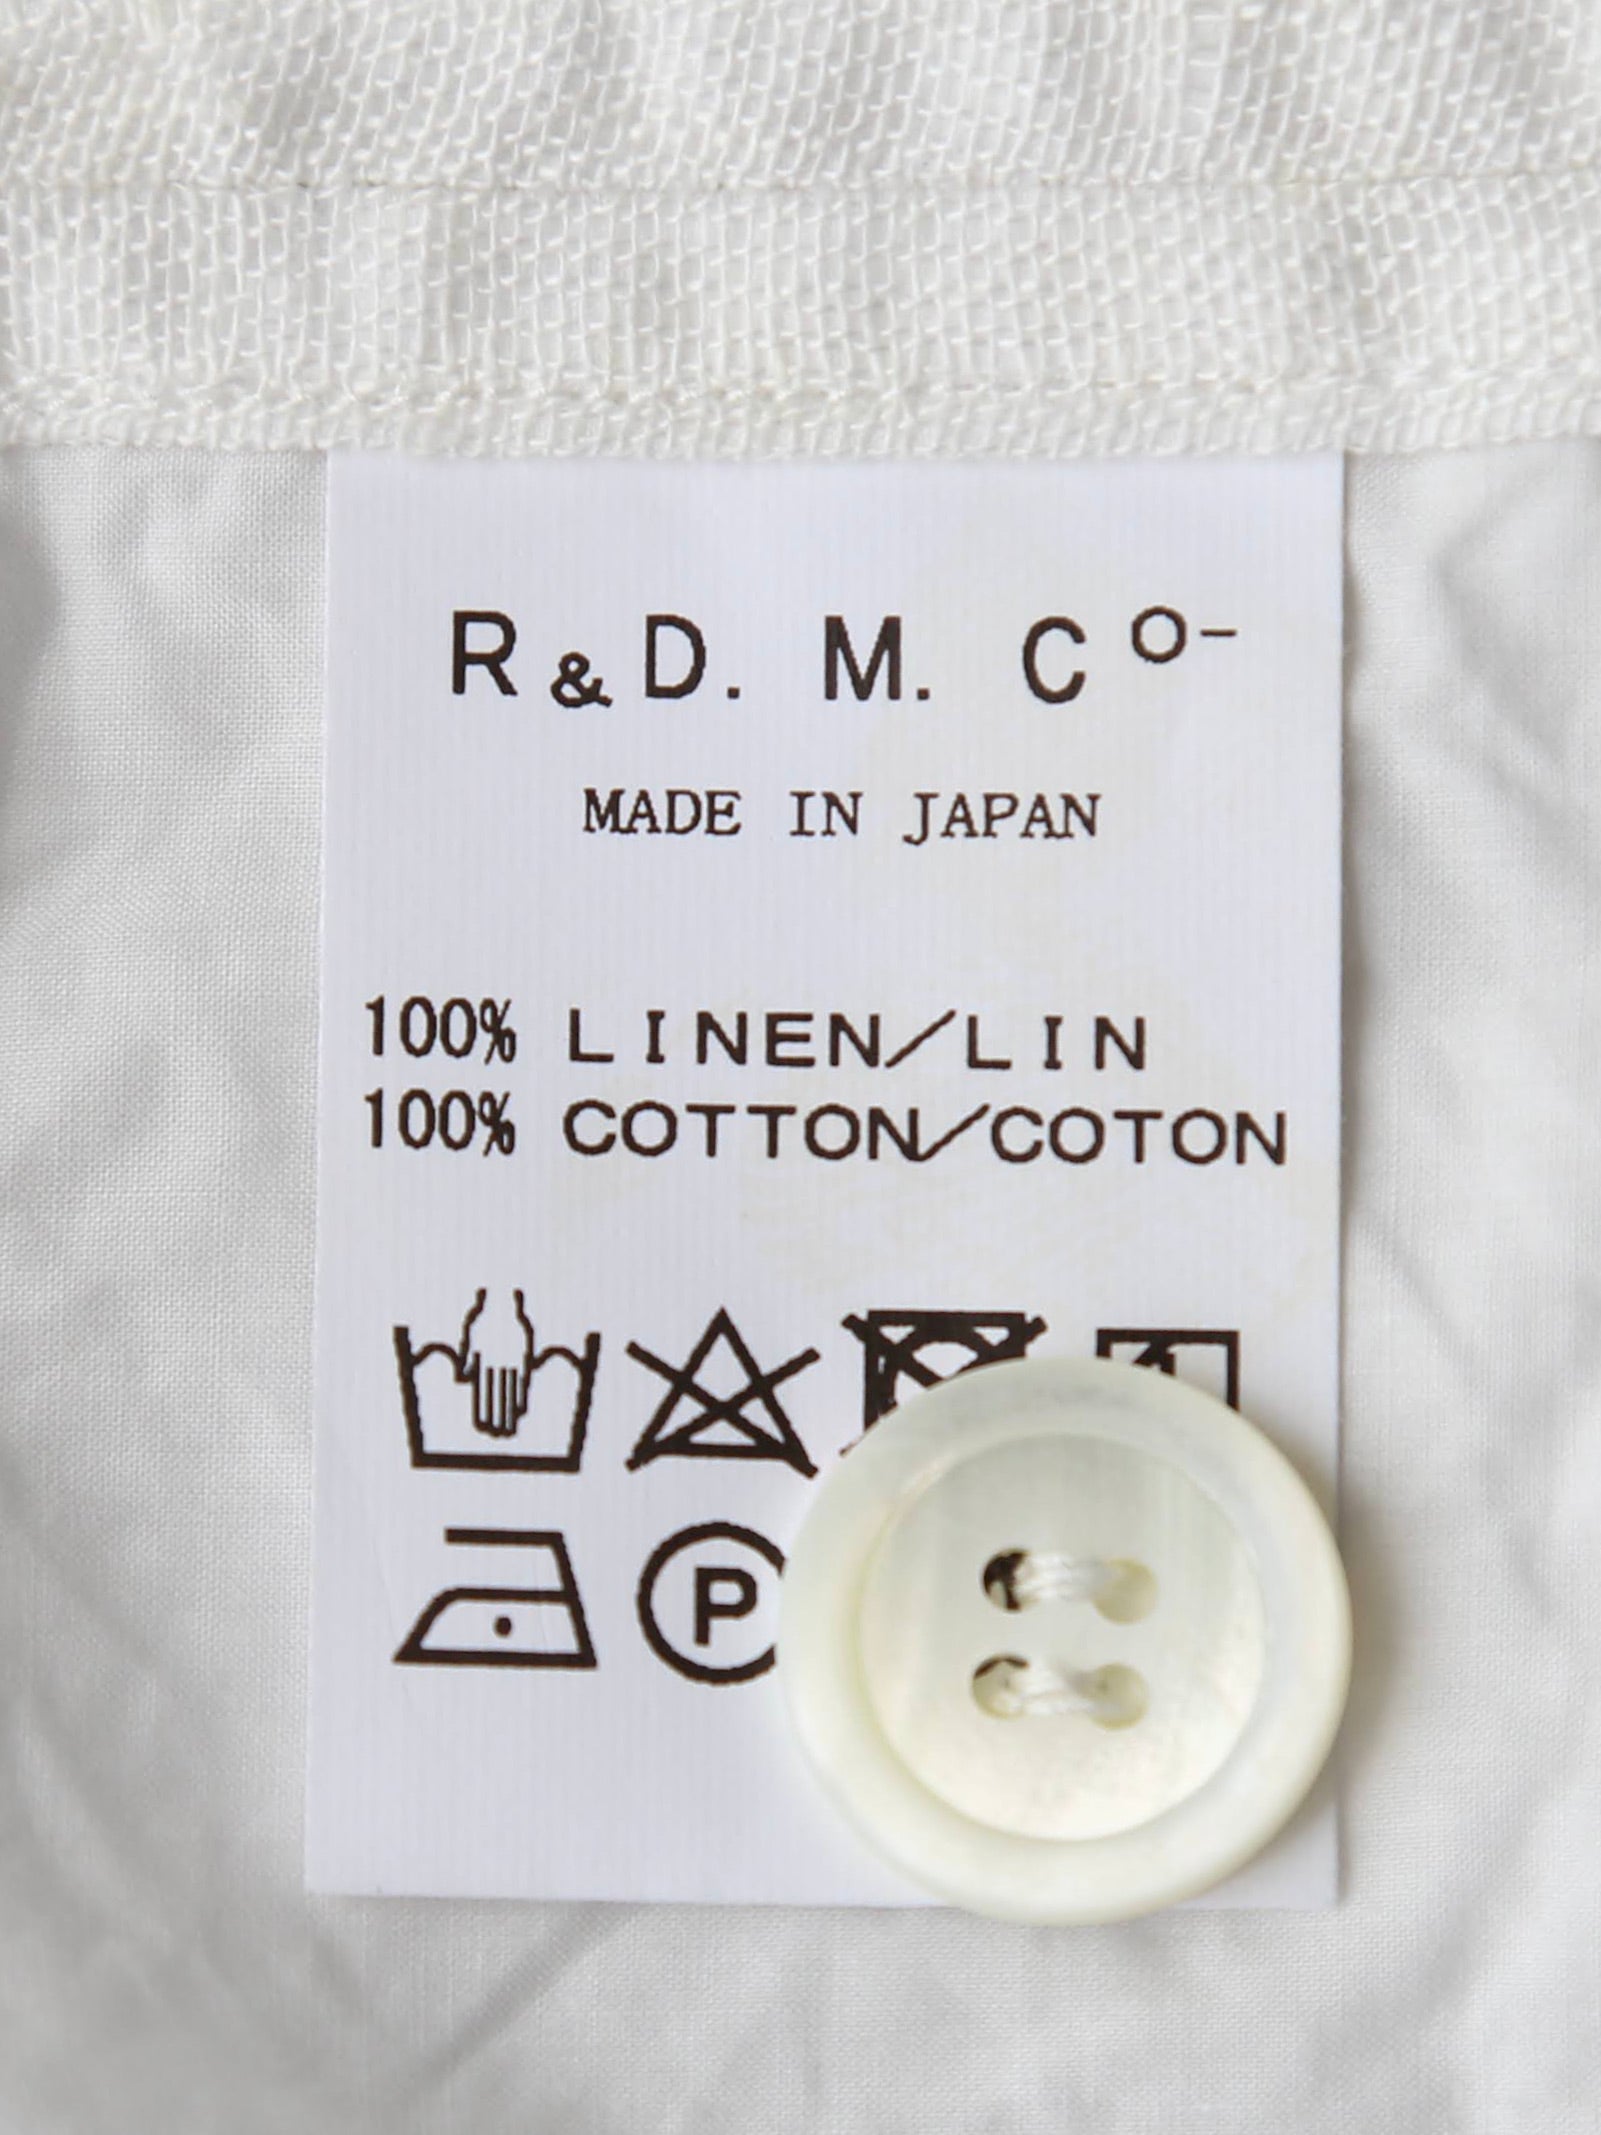 R&D. M. Co-
MADE IN JAPAN
100% LINEN/LIN
100% COTTON/COTON
P